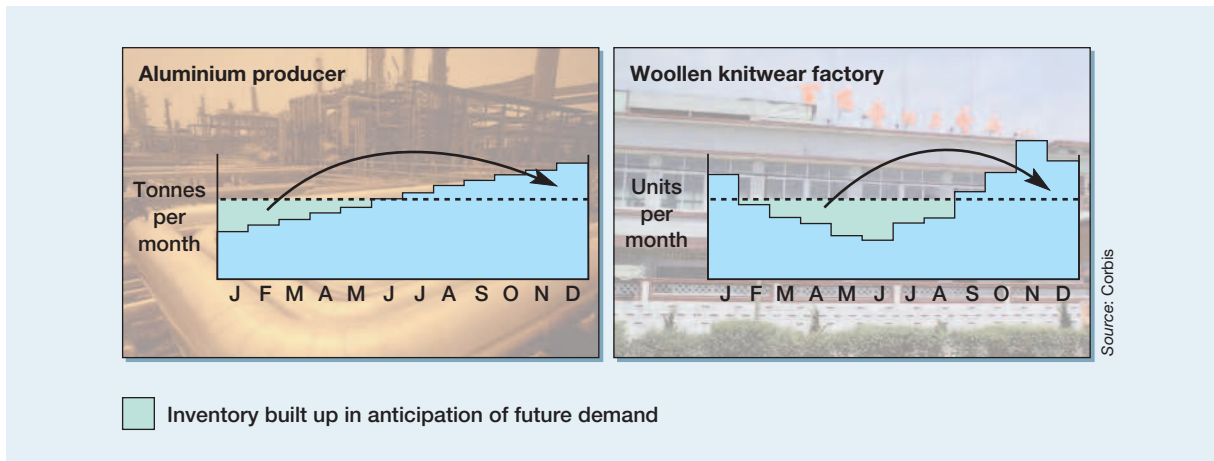 Aluminium producer
Tonnes
per
month
J F M A M J J A S O N D
Woollen knitwear factory
Units
per
month
J F M A M J J A S O N D
Source: Corbis
Inventory built up in anticipation of future demand